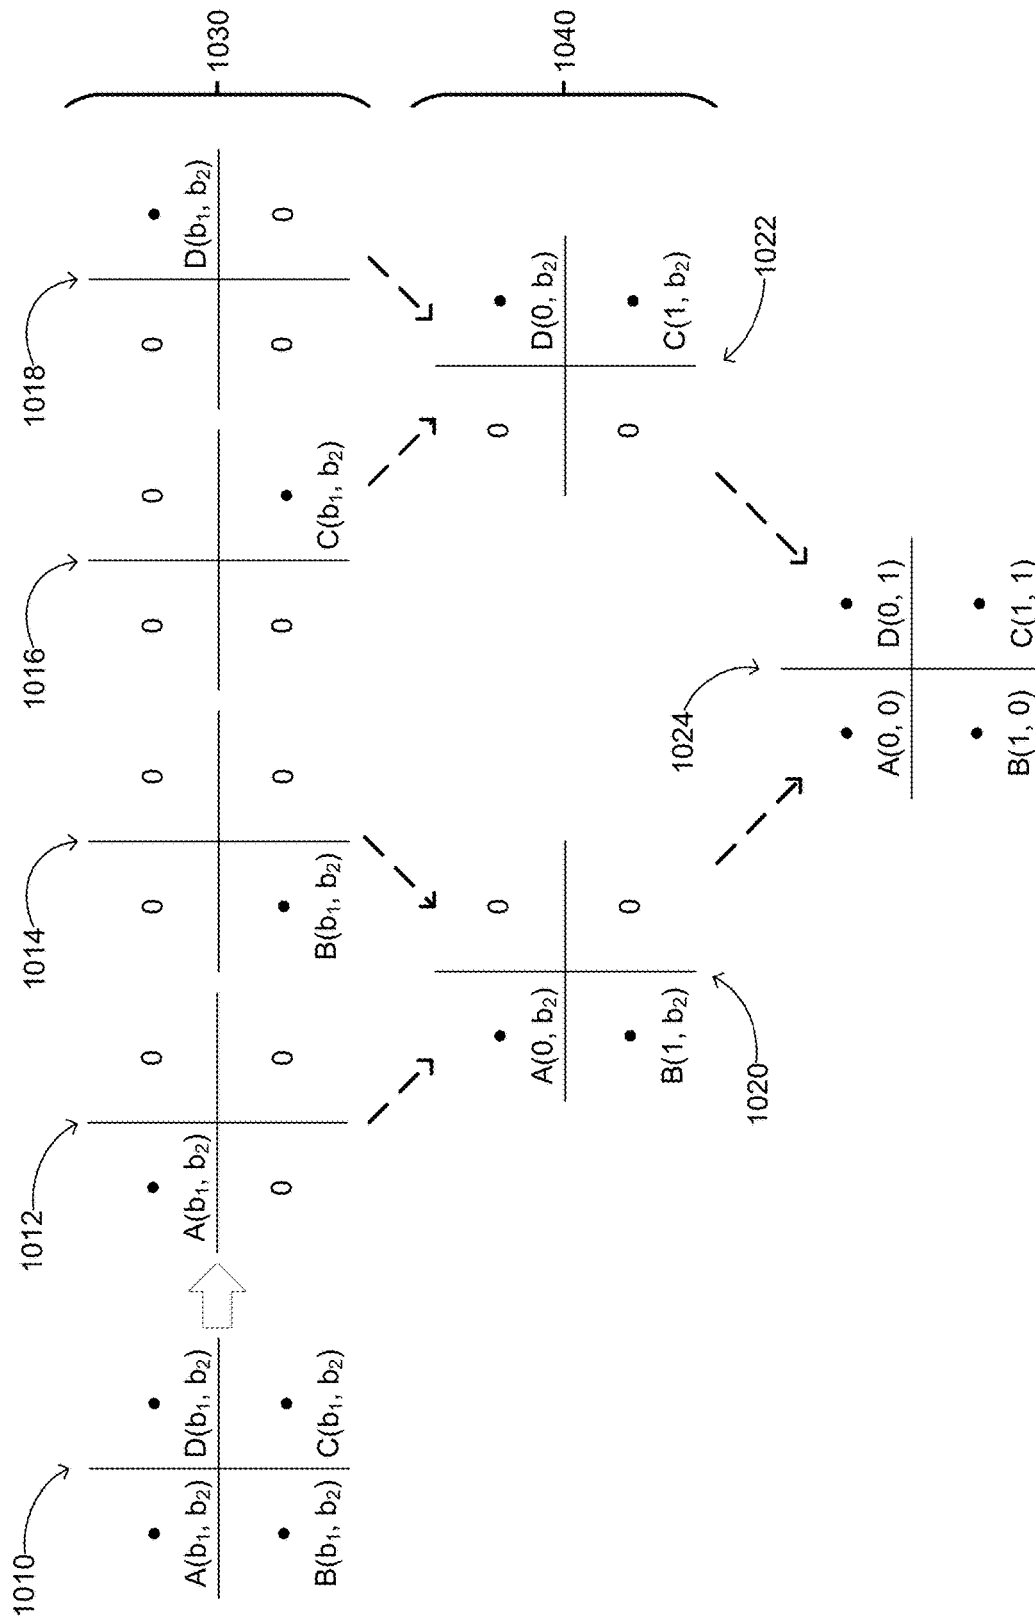 1010
1012
1014
1016
1018
A(b₁, b₂) D(b₁, b₂)
B(b₁, b₂) C(b₁, b₂)
A(b₁, b₂) 0
0 0
0 0
B(b₁, b₂) 0
0 0
0 C(b₁, b₂)
0 D(b₁, b₂)
0 0
1030
A(0, b₂) 0
B(1, b₂) 0
1020
0 D(0, b₂)
0 C(1, b₂)
1022
1040
1024
A(0, 0) D(0, 1)
B(1, 0) C(1, 1)